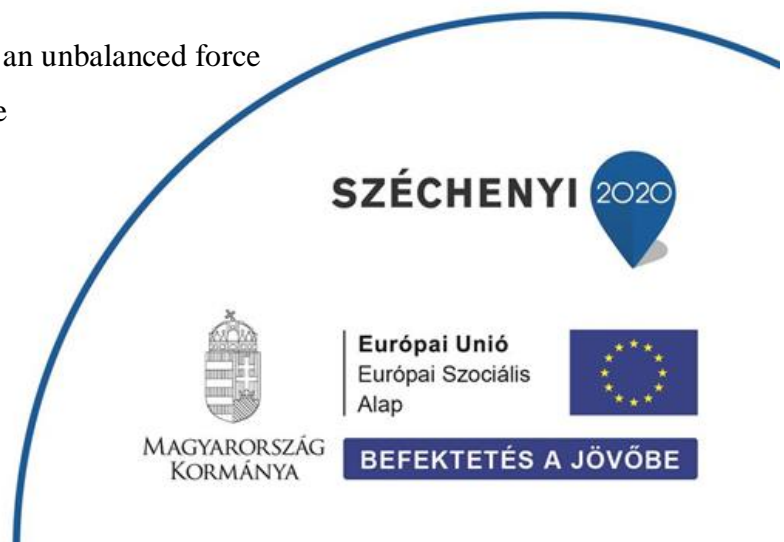 an unbalanced force
e
SZÉCHENYI 2020
Európai Unió
Európai Szociális
Alap
MAGYARORSZÁG
KORMÁNYA
BEFEKTETÉS A JÖVŐBE